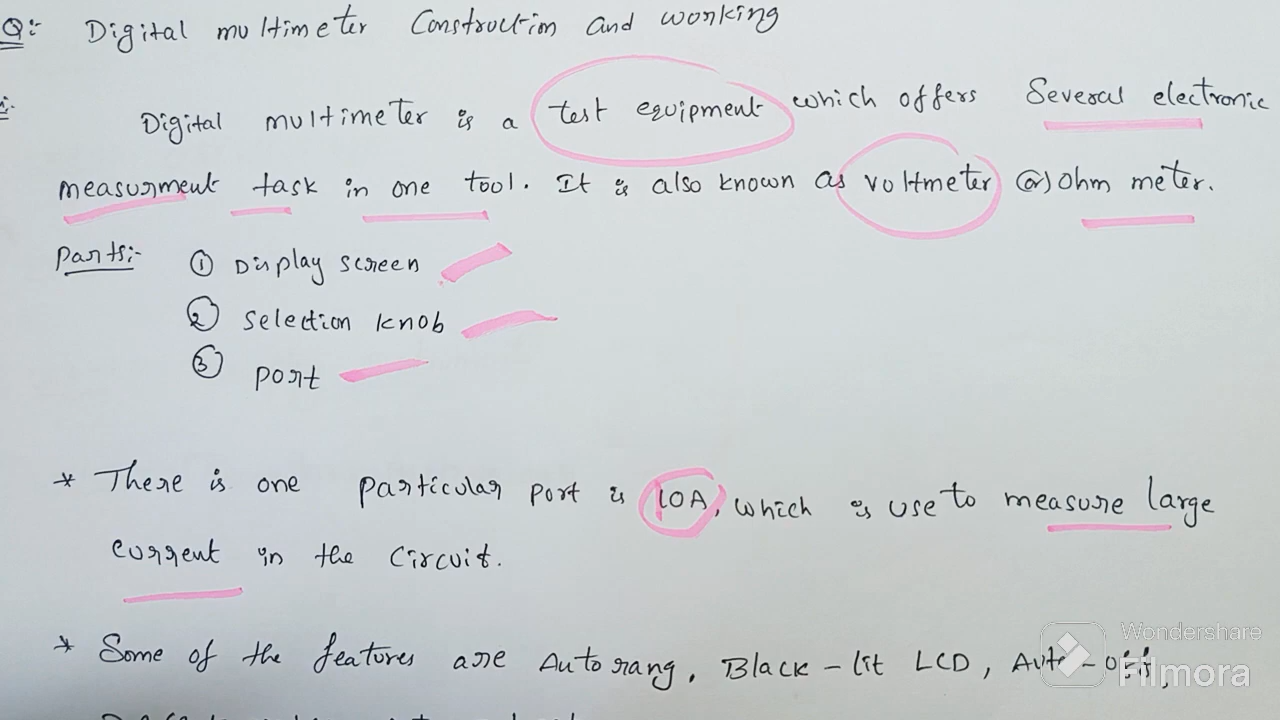 Q:- Digital multimeter Construction and working
Digital multimeter is a test equipment which offers Several electronic
measurment task in one tool. It is also known as voltmeter (or) Ohm meter.
Parts:- ① Display screen
② Selection knob
③ Port
* There is one particular port is 10A, which is use to measure large
current in the circuit.
* Some of the features are Auto rang, Black-lit LCD, Auto-off,
Wondershare
Filmora